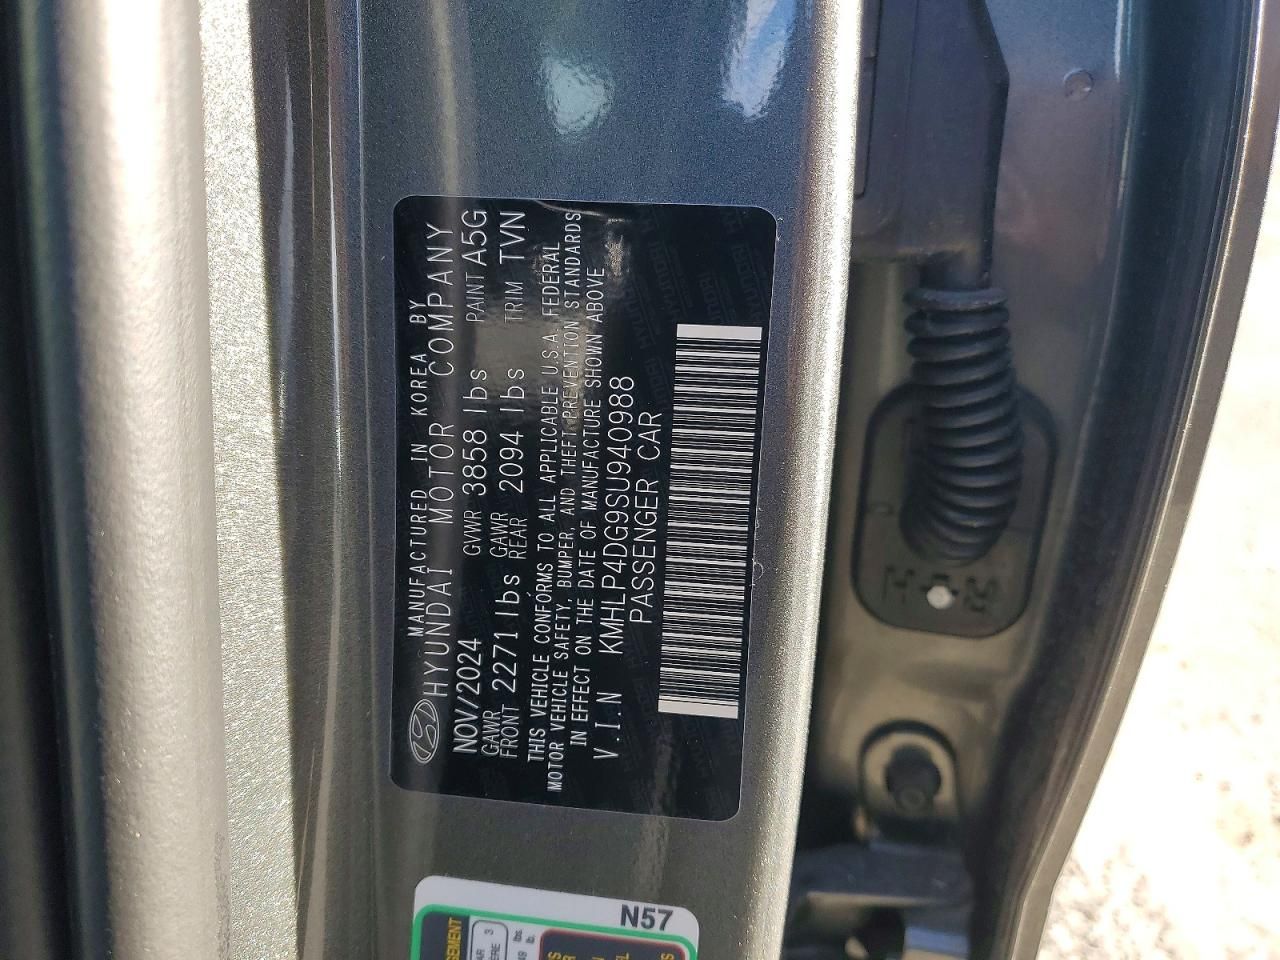 MANUFACTURED IN KOREA BY
HYUNDAI MOTOR COMPANY
NOV/2024 GVWR 3858 lbs PAINT A5G
GAWR FRONT 2271 lbs GAWR REAR 2094 lbs TRIM TVN
THIS VEHICLE CONFORMS TO ALL APPLICABLE U.S.A. FEDERAL
MOTOR VEHICLE SAFETY, BUMPER, AND THEFT PREVENTION STANDARDS
IN EFFECT ON THE DATE OF MANUFACTURE SHOWN ABOVE
V.I.N KMHLP4DG9SU940988
PASSENGER CAR
N57